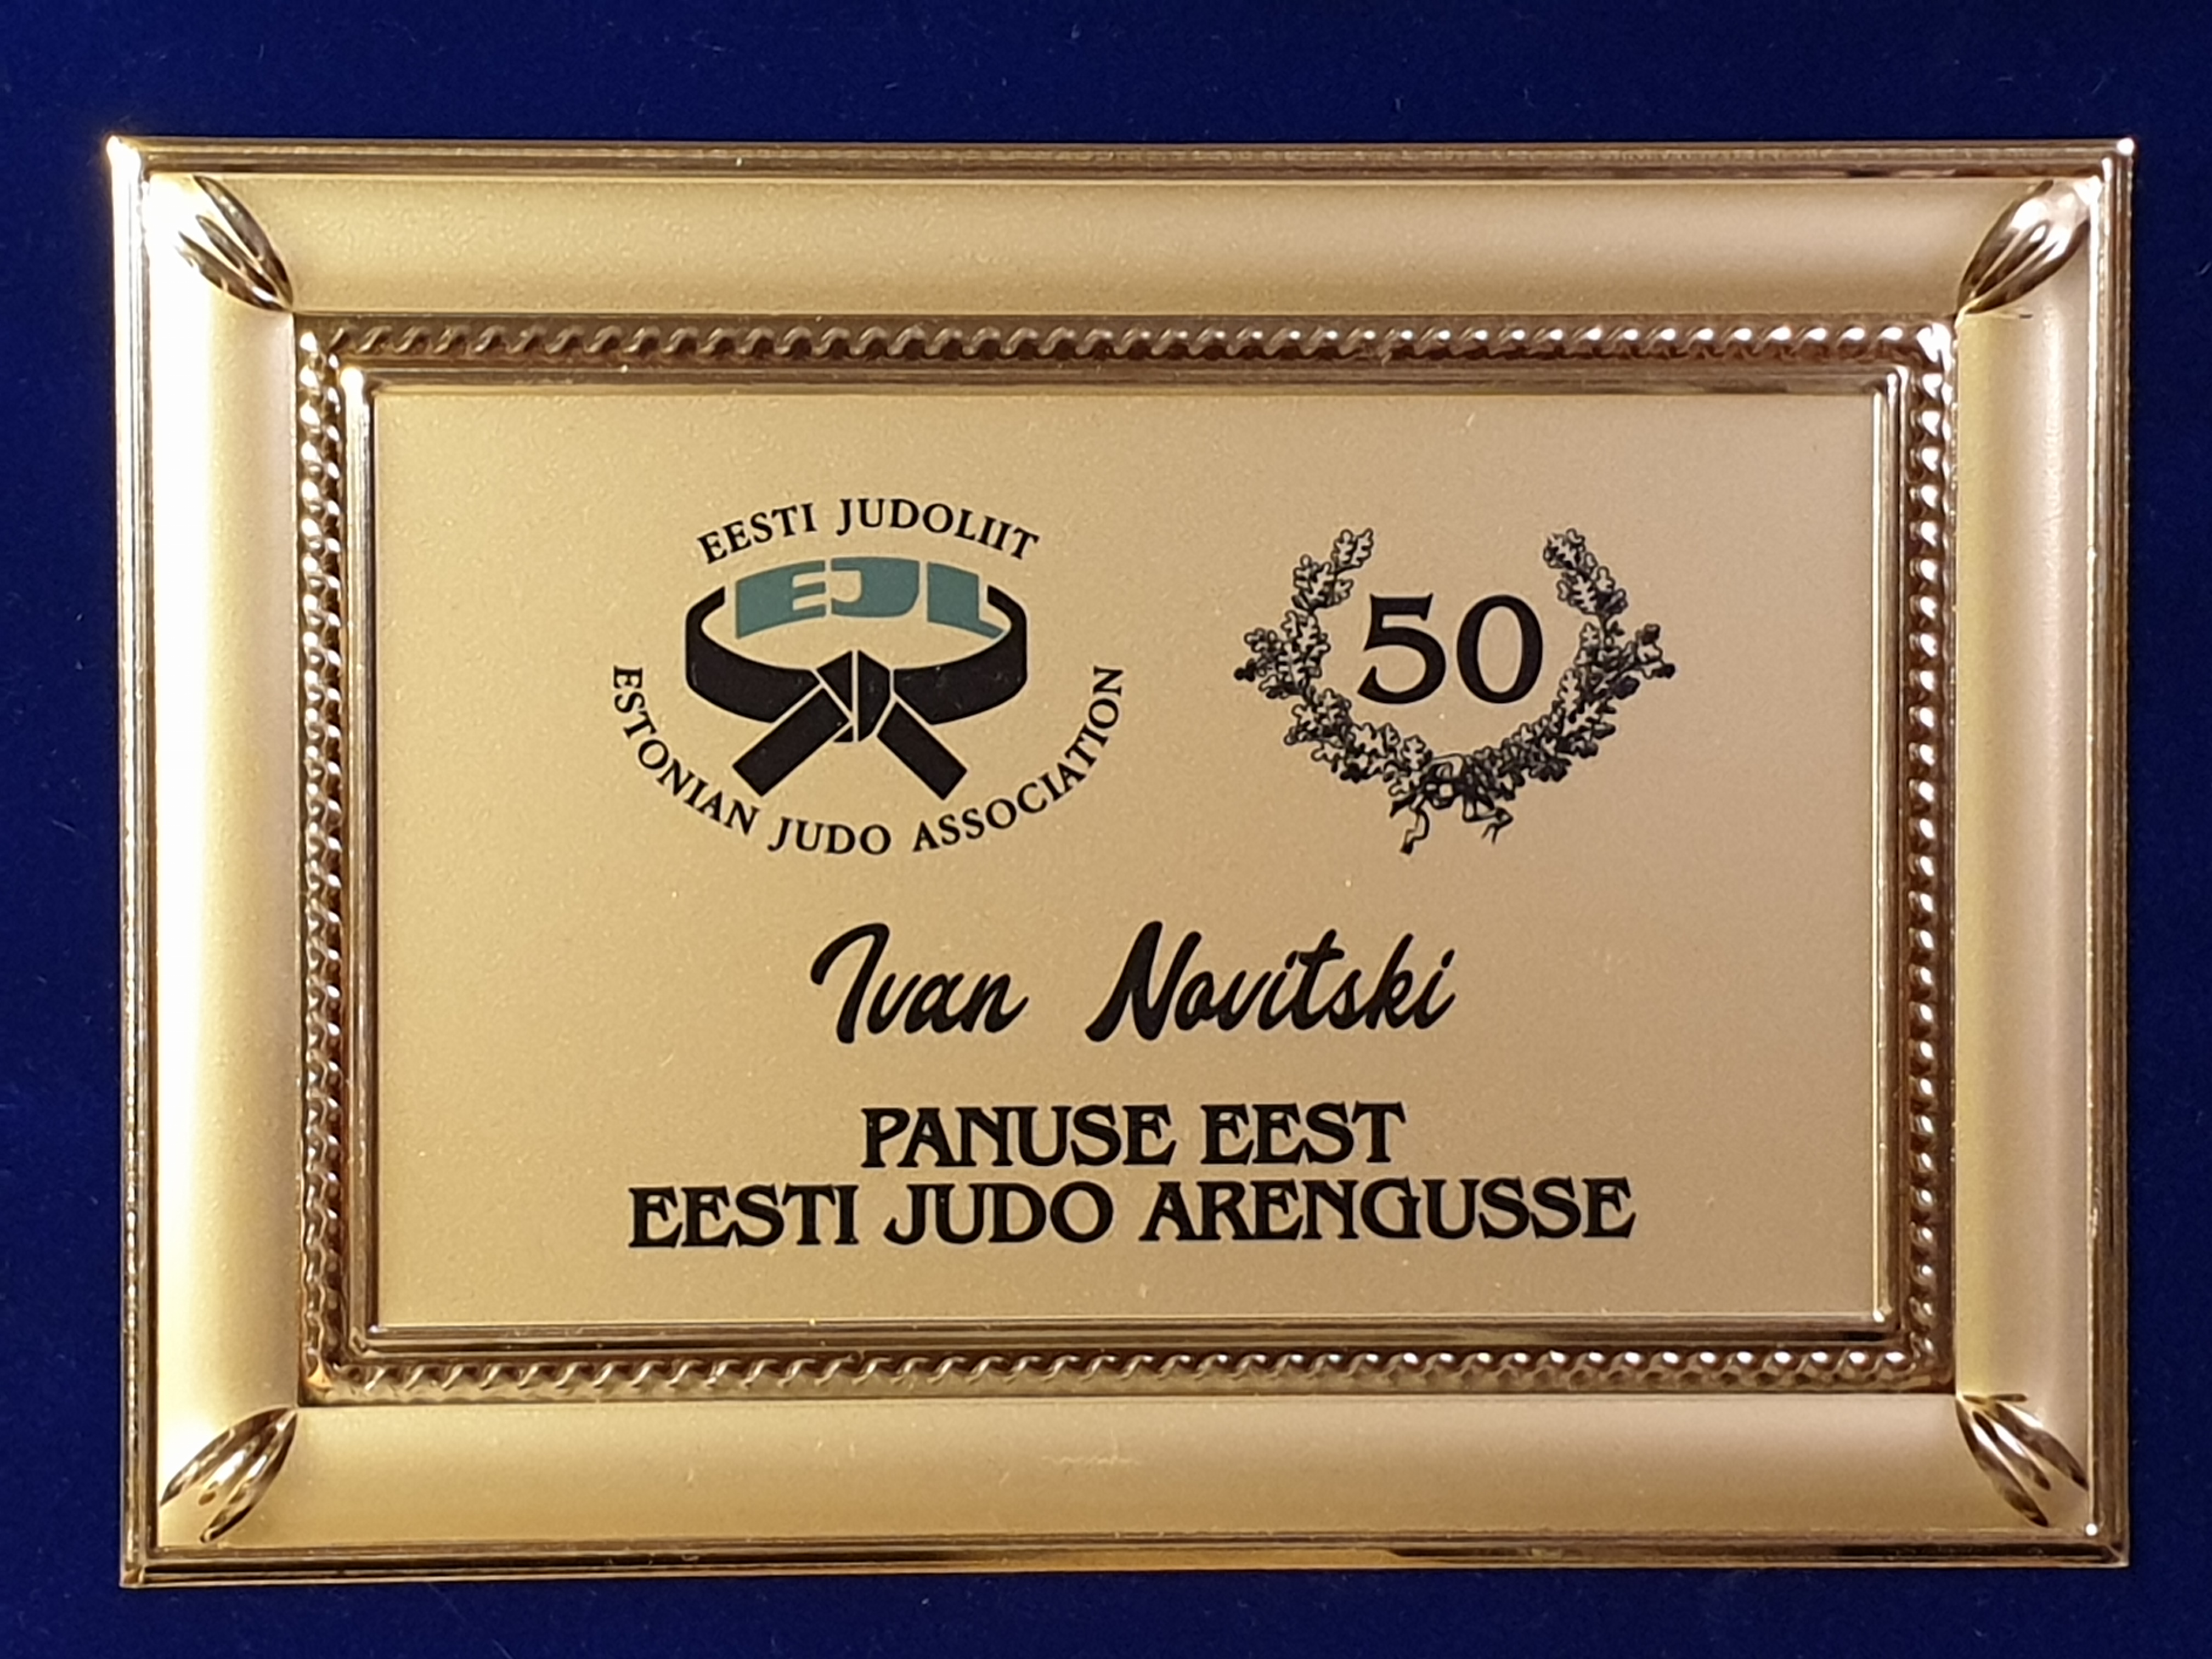 EESTI JUDOLIIT
EJL
ESTONIAN JUDO ASSOCIATION
50
Ivan Novitski
PANUSE EEST
EESTI JUDO ARENGUSSE